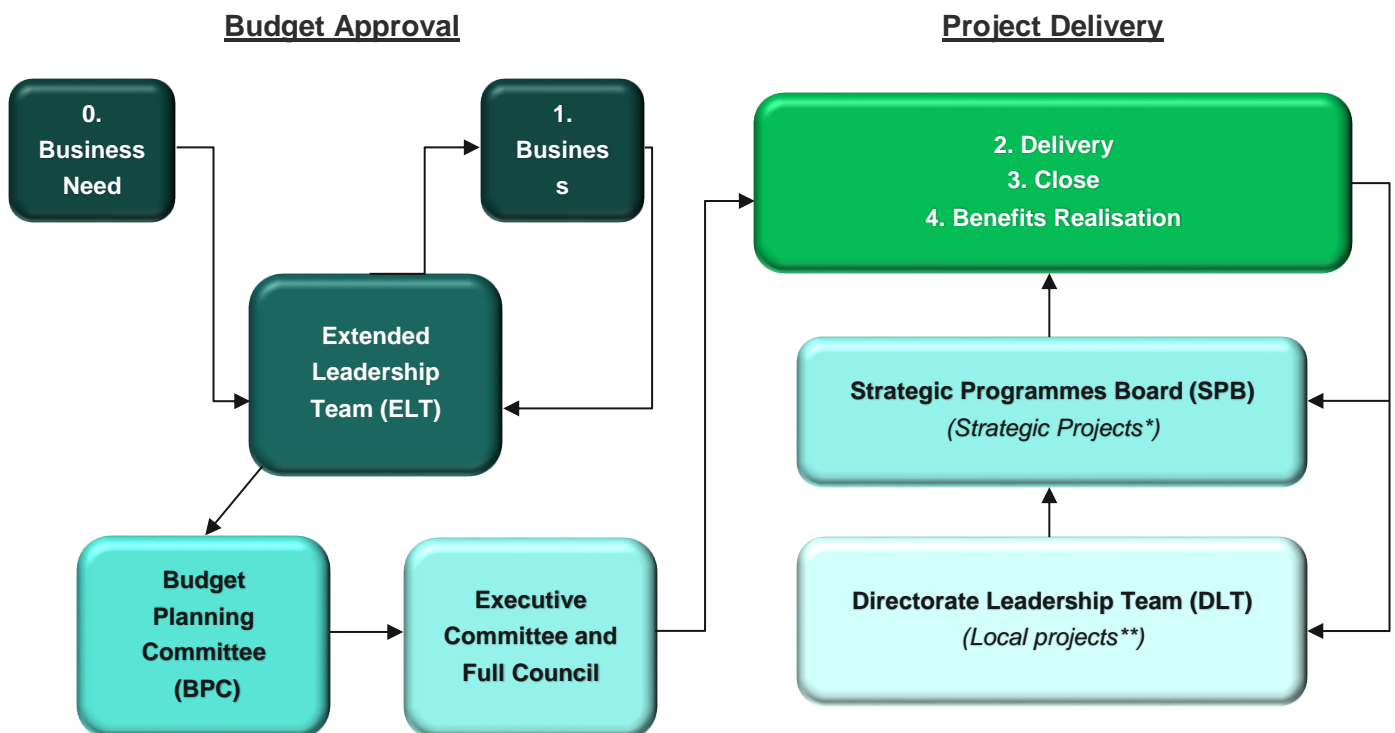 Budget Approval
Project Delivery
0.
Business
Need
1.
Busines
s
2. Delivery
3. Close
4. Benefits Realisation
Extended
Leadership
Team (ELT)
Strategic Programmes Board (SPB)
(Strategic Projects*)
Budget
Planning
Committee
(BPC)
Executive
Committee and
Full Council
Directorate Leadership Team (DLT)
(Local projects**)